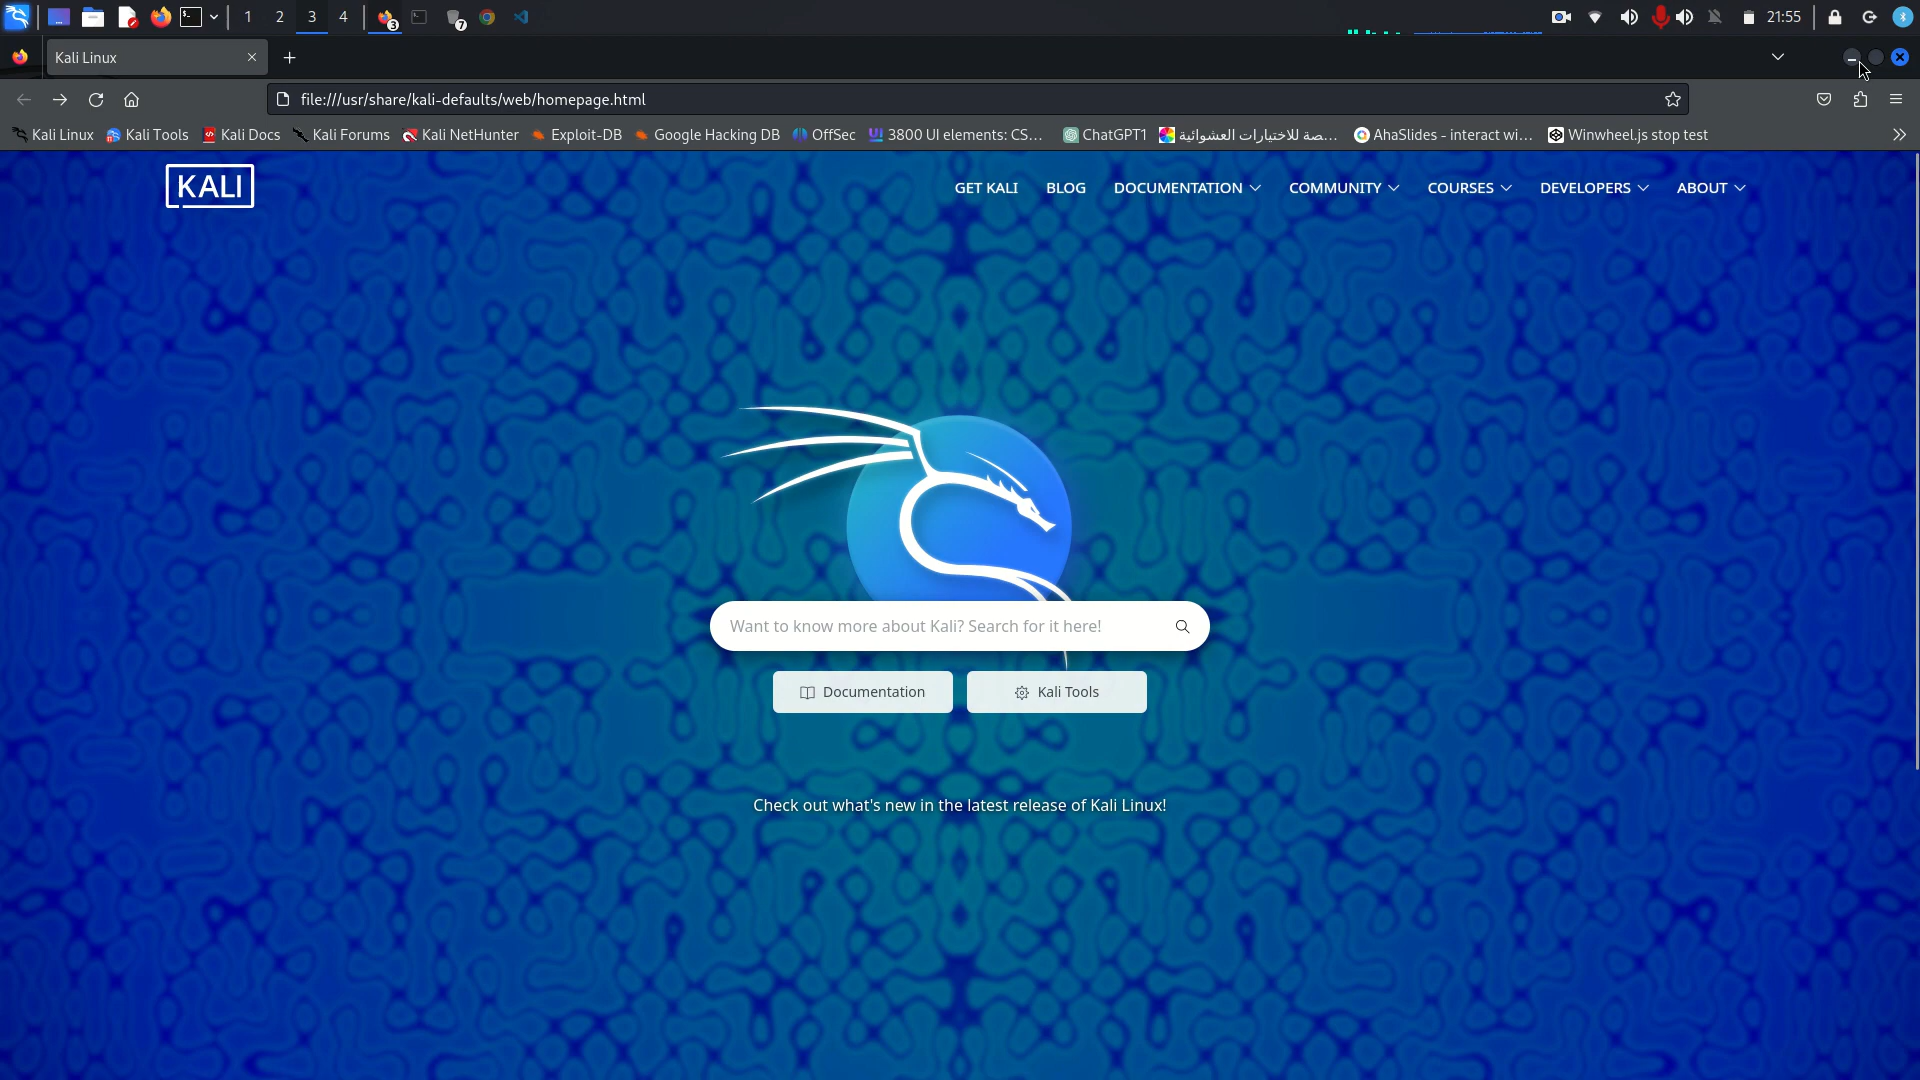 1 2 3 4 3 7 21:55
Kali Linux
file:///usr/share/kali-defaults/web/homepage.html
Kali Linux Kali Tools Kali Docs Kali Forums Kali NetHunter Exploit-DB Google Hacking DB OffSec 3800 UI elements: CS... ChatGPT1 صة للاختيارات العشوائية... AhaSlides - interact wi... Winwheel.js stop test
KALI GET KALI BLOG DOCUMENTATION COMMUNITY COURSES DEVELOPERS ABOUT
Want to know more about Kali? Search for it here!
Documentation Kali Tools
Check out what's new in the latest release of Kali Linux!